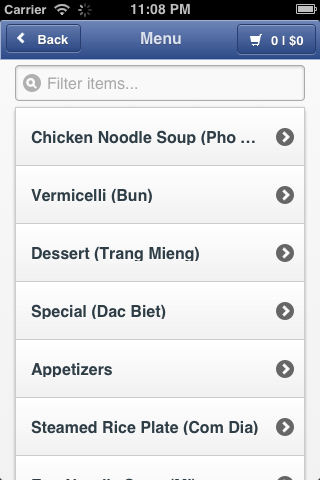 Carrier 11:08 PM
Back Menu 0 | $0
Filter items...
Chicken Noodle Soup (Pho ...
Vermicelli (Bun)
Dessert (Trang Mieng)
Special (Dac Biet)
Appetizers
Steamed Rice Plate (Com Dia)